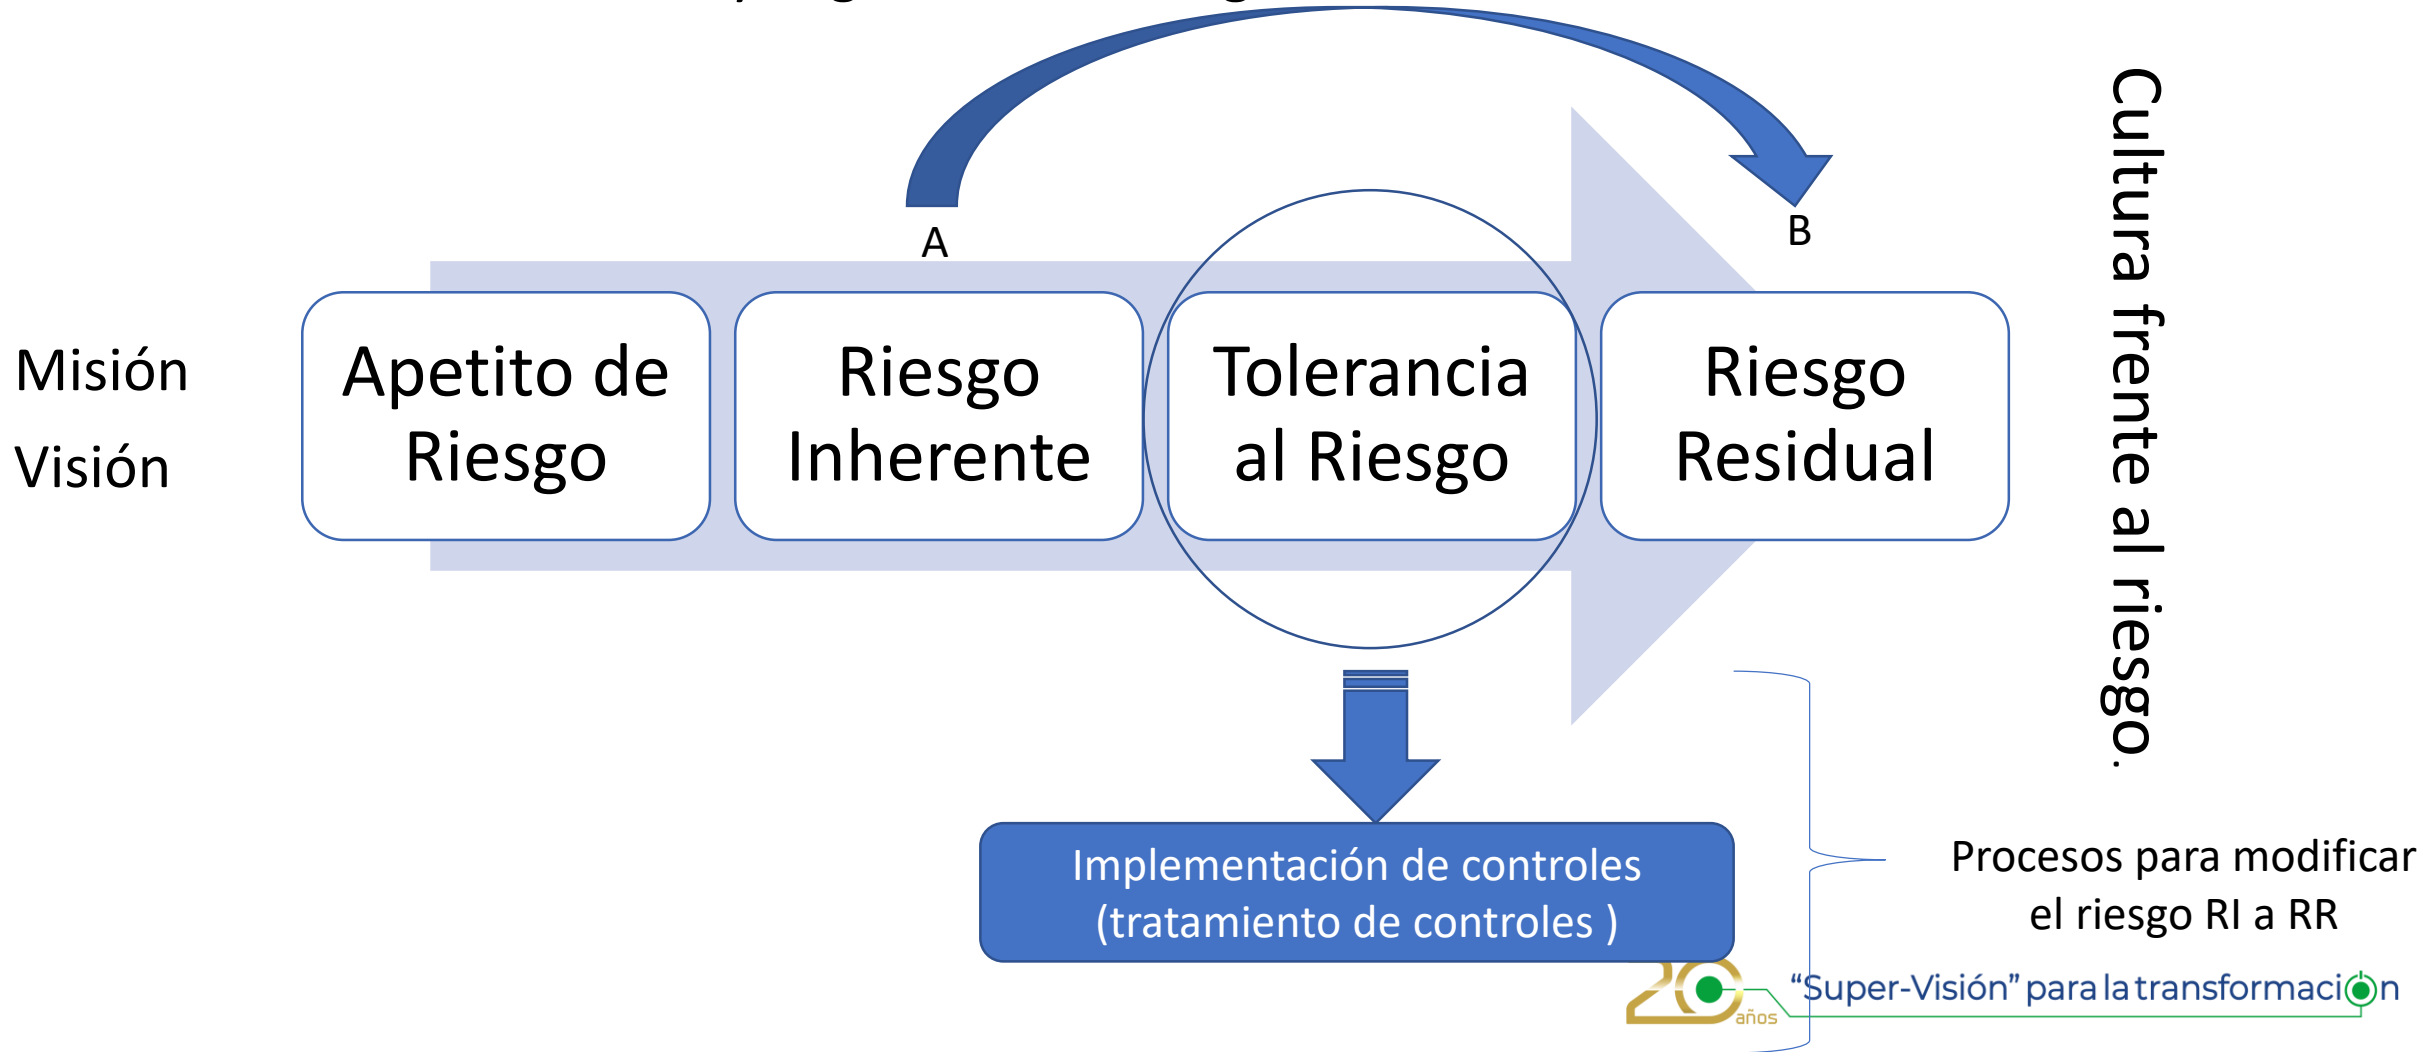 A
B
Misión
Visión
Apetito de
Riesgo
Riesgo
Inherente
Tolerancia
al Riesgo
Riesgo
Residual
Cultura frente al riesgo.
Implementación de controles
(tratamiento de controles )
Procesos para modificar
el riesgo RI a RR
20
años
“Super-Visión” para la transformación